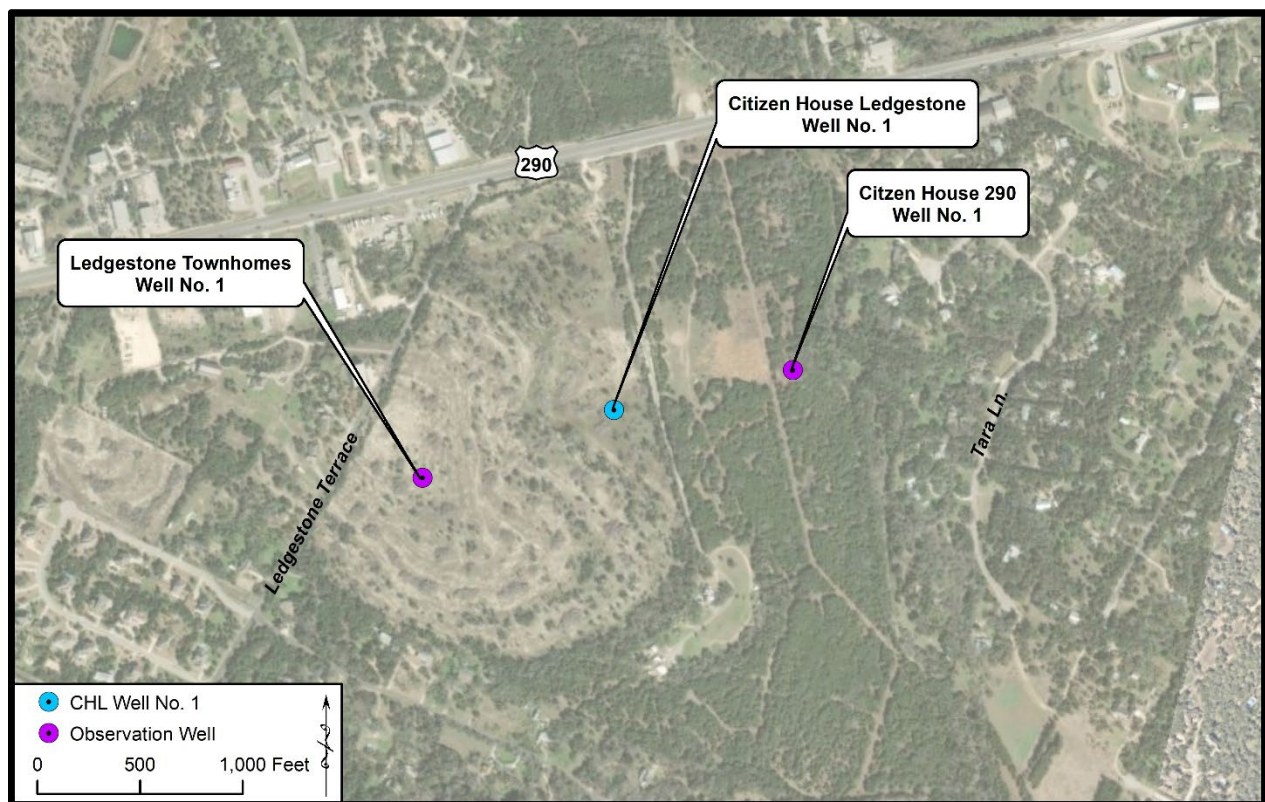 Citizen House Ledgestone
Well No. 1
290
Citzen House 290
Well No. 1
Ledgestone Townhomes
Well No. 1
Tara Ln.
Ledgestone Terrace
CHL Well No. 1
Observation Well
0 500 1,000 Feet